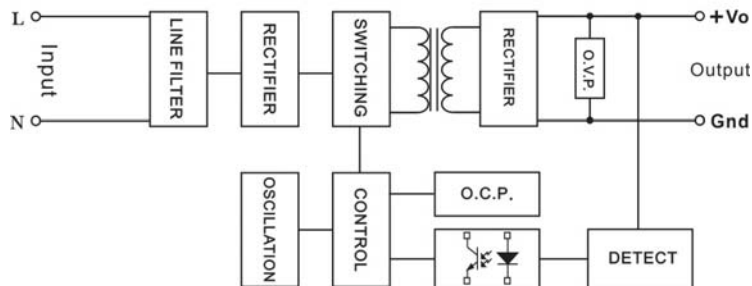 L
Input
N
LINE FILTER
RECTIFIER
SWITCHING
RECTIFIER
O.V.P.
+Vo
Output
Gnd
OSCILLATION
CONTROL
O.C.P.
DETECT